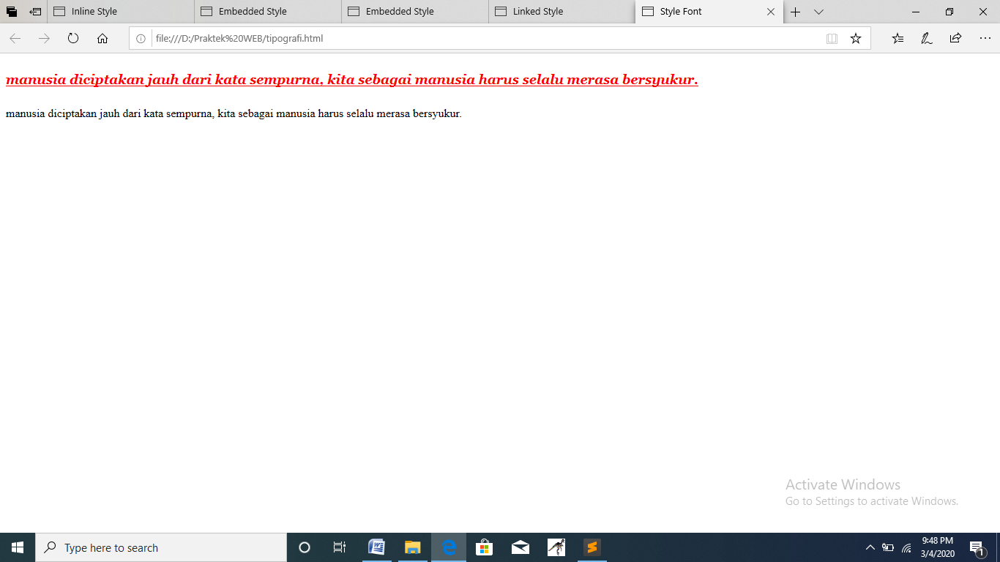 Inline Style
Embedded Style
Embedded Style
Linked Style
Style Font
file:///D:/Praktek%20WEB/tipografi.html
manusia diciptakan jauh dari kata sempurna, kita sebagai manusia harus selalu merasa bersyukur.
manusia diciptakan jauh dari kata sempurna, kita sebagai manusia harus selalu merasa bersyukur.
Activate Windows
Go to Settings to activate Windows.
Type here to search
9:48 PM
3/4/2020
1